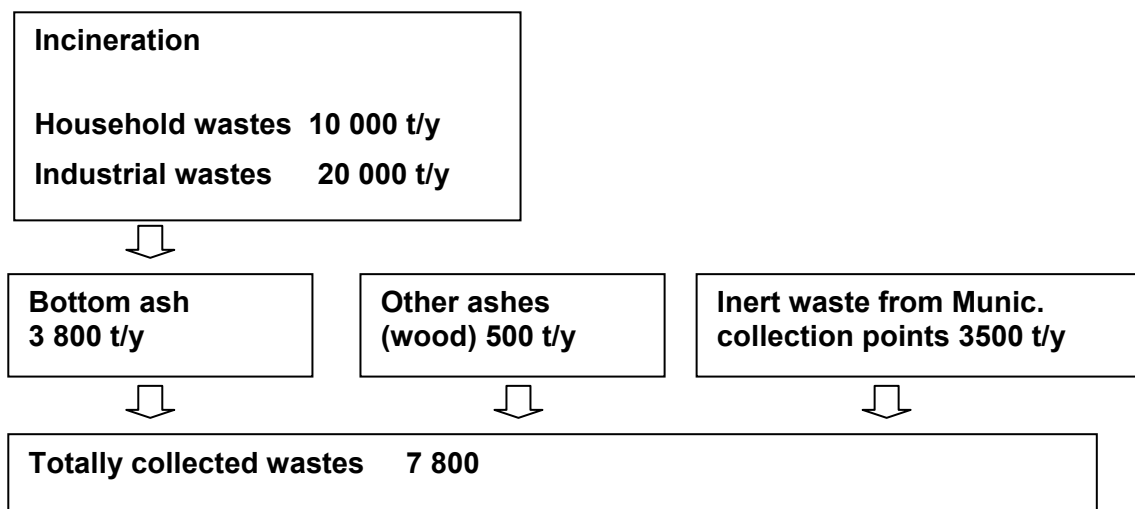 Incineration
Household wastes 10 000 t/y
Industrial wastes 20 000 t/y
Bottom ash
3 800 t/y
Other ashes
(wood) 500 t/y
Inert waste from Munic.
collection points 3500 t/y
Totally collected wastes 7 800